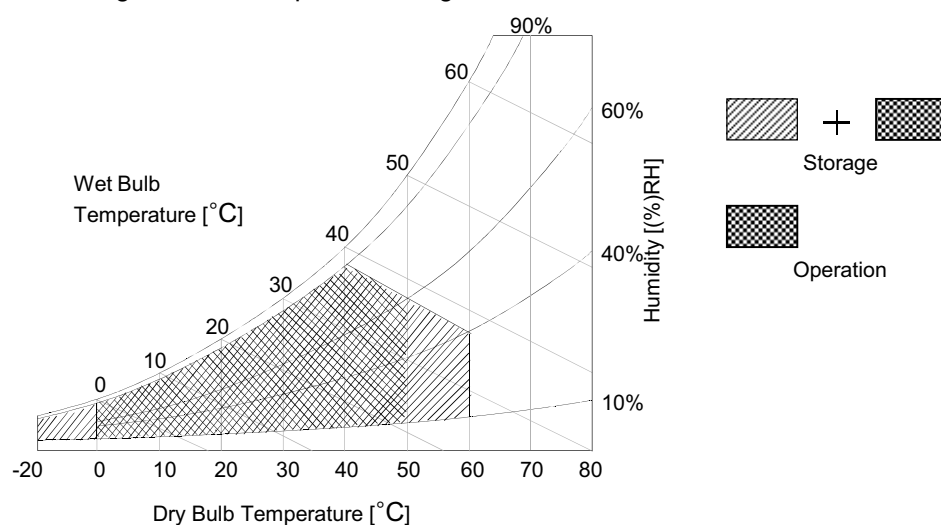 90%
60
60%
50
Wet Bulb
Temperature [°C]
40
40%
30
20
10
0
10%
Humidity [(%)RH]
-20 0 10 20 30 40 50 60 70 80
Dry Bulb Temperature [°C]
+
Storage
Operation